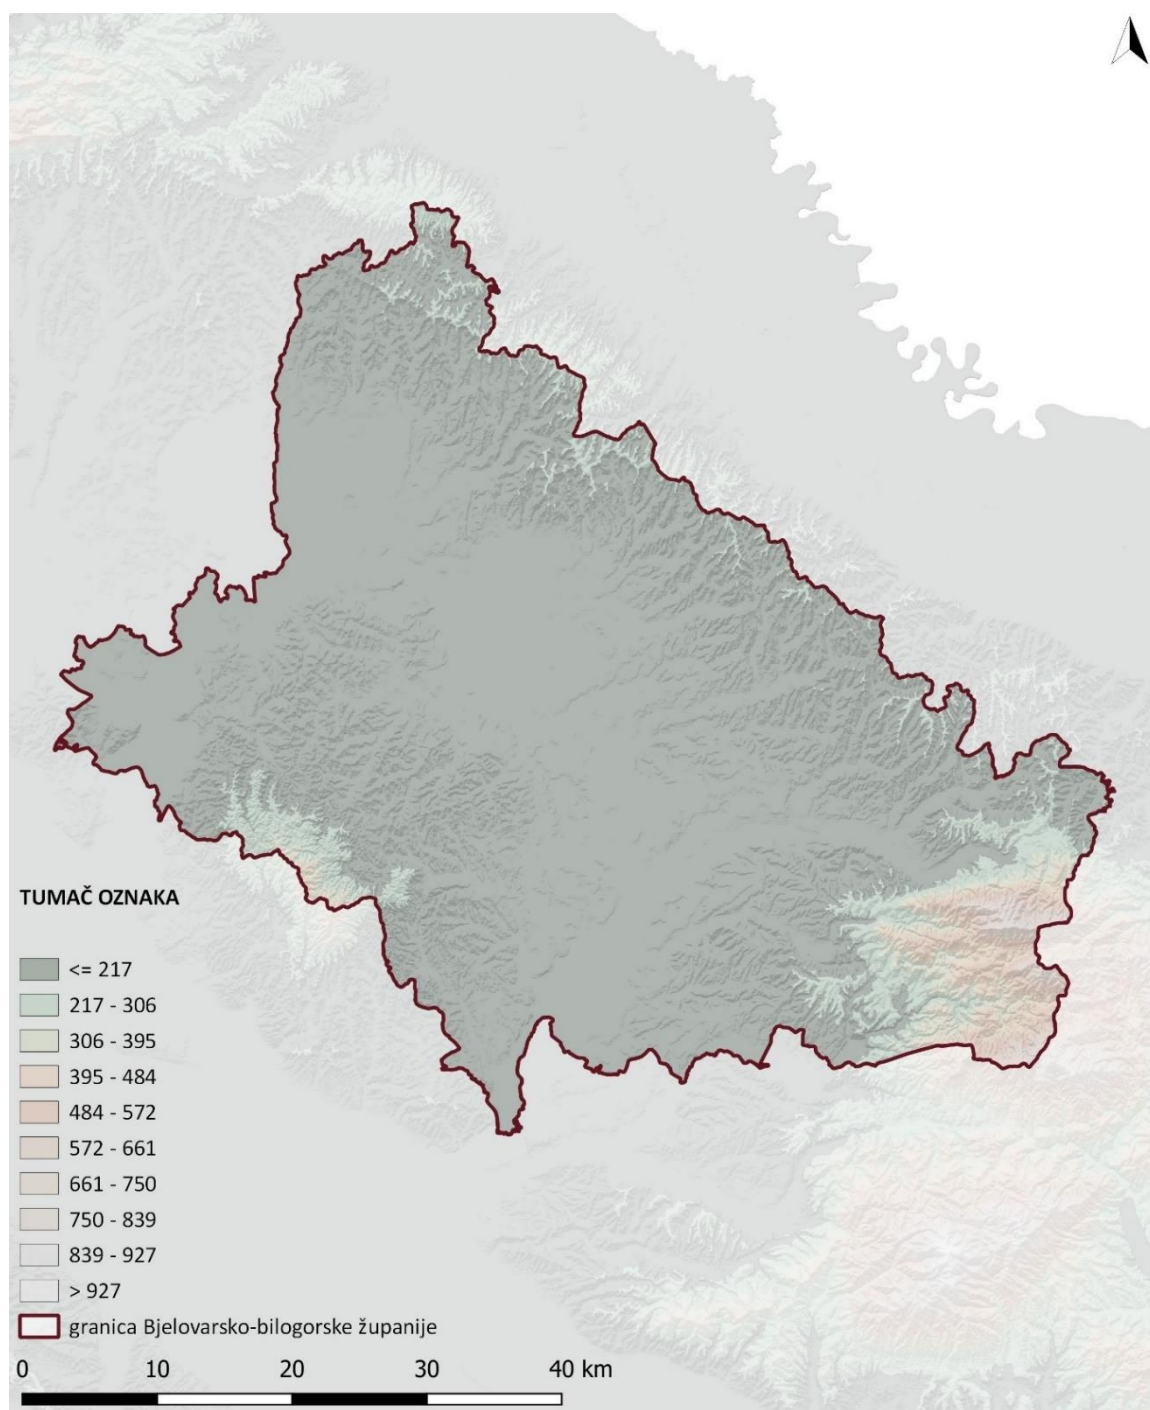 TUMAČ OZNAKA
<= 217
217 - 306
306 - 395
395 - 484
484 - 572
572 - 661
661 - 750
750 - 839
839 - 927
> 927
granica Bjelovarsko-bilogorske županije
0 10 20 30 40 km